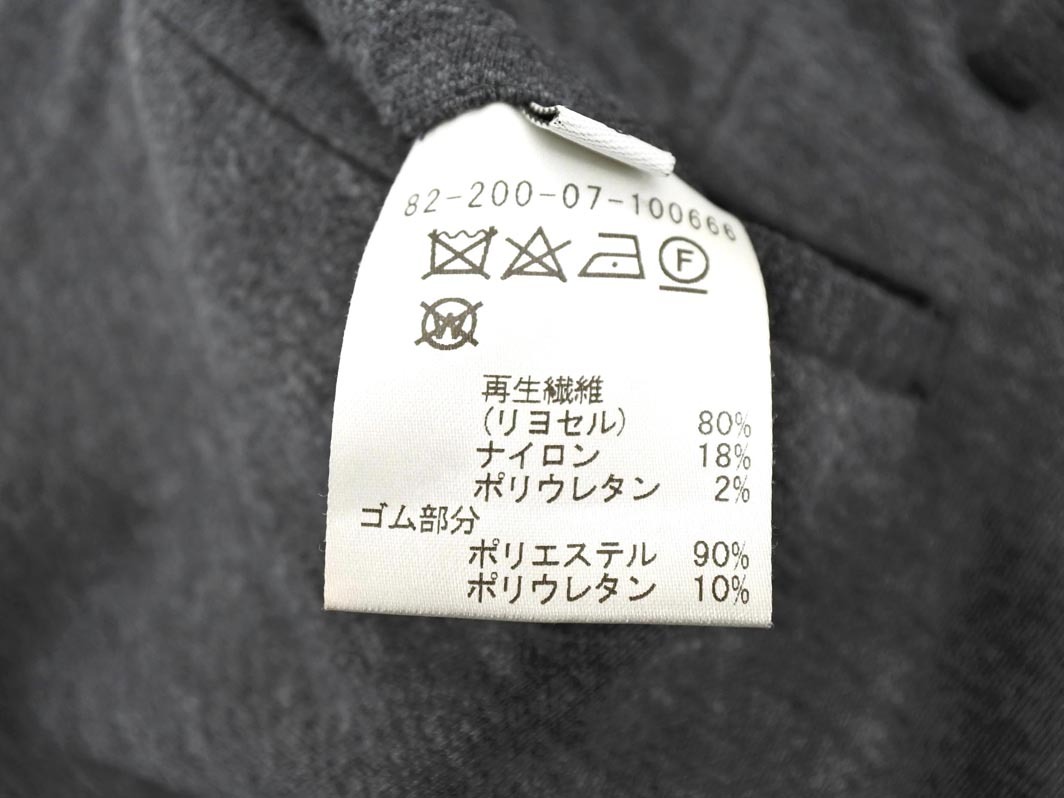 82-200-07-100666
F
W
再生繊維
(リヨセル) 80%
ナイロン 18%
ポリウレタン 2%
ゴム部分
ポリエステル 90%
ポリウレタン 10%